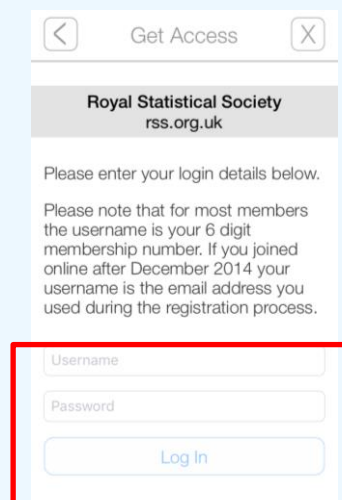 Get Access
Royal Statistical Society
rss.org.uk
Please enter your login details below.
Please note that for most members
the username is your 6 digit
membership number. If you joined
online after December 2014 your
username is the email address you
used during the registration process.
Username
Password
Log In